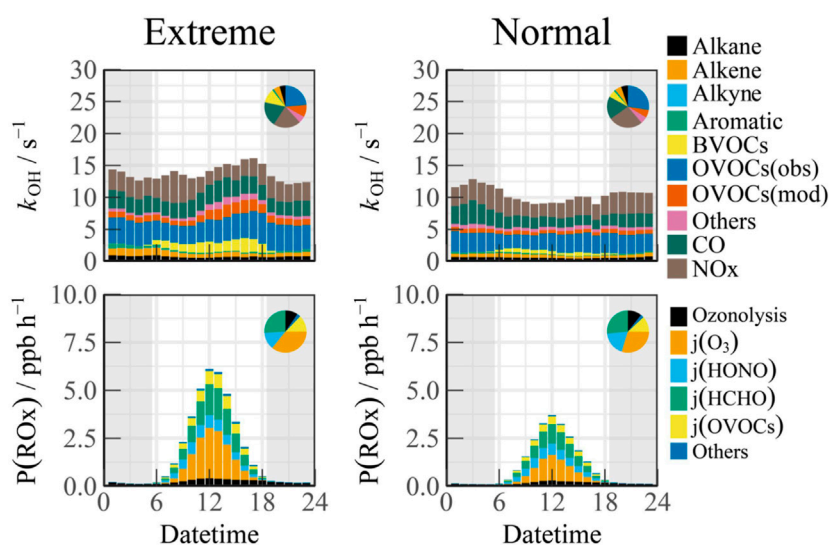 Extreme
Normal
30
25
20
15
10
5
0
k_OH / s⁻¹
30
25
20
15
10
5
0
k_OH / s⁻¹
Alkane
Alkene
Alkyne
Aromatic
BVOCs
OVOCs(obs)
OVOCs(mod)
Others
CO
NOx
10.0
7.5
5.0
2.5
0.0
P(ROx) / ppb h⁻¹
0 6 12 18 24
Datetime
10.0
7.5
5.0
2.5
0.0
P(ROx) / ppb h⁻¹
0 6 12 18 24
Datetime
Ozonolysis
j(O₃)
j(HONO)
j(HCHO)
j(OVOCs)
Others